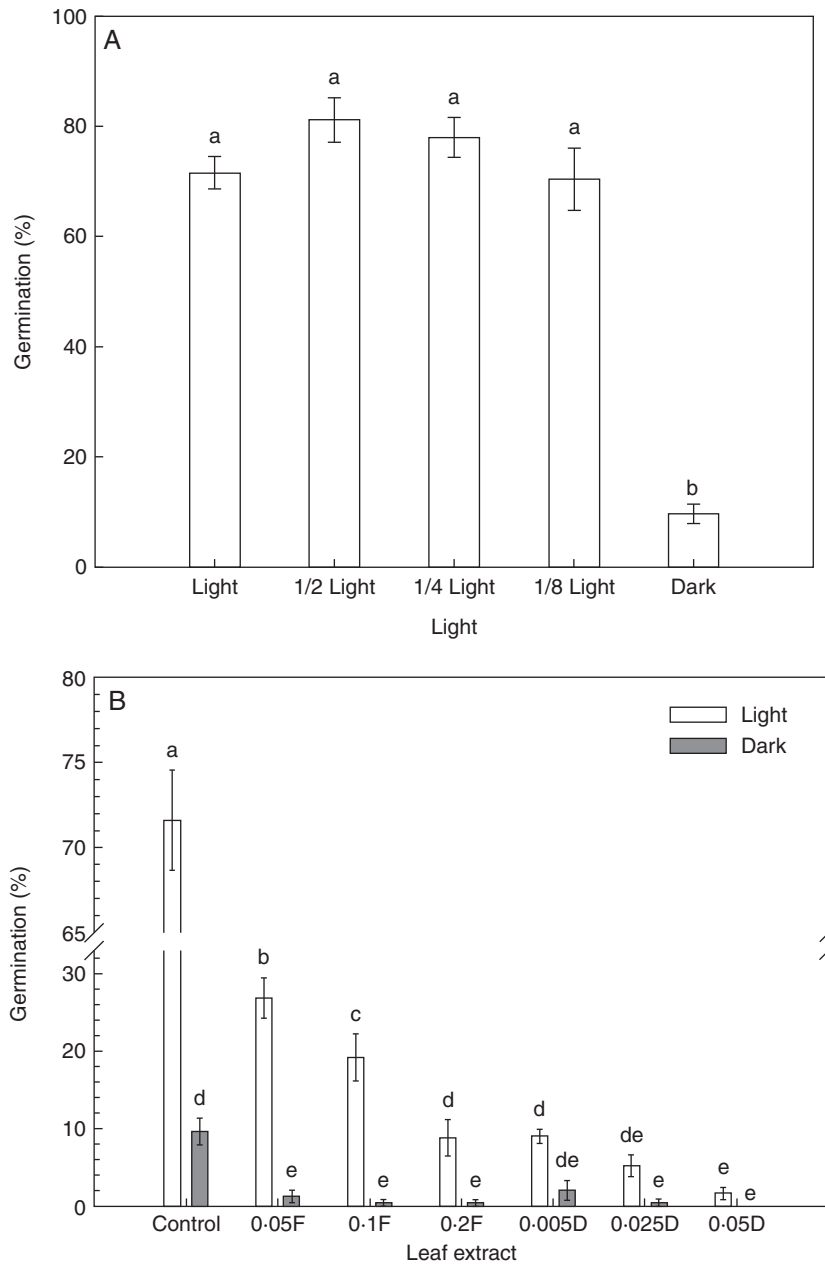 A
100
80
60
40
20
0
Germination (%)
a
a
a
a
b
Light
1/2 Light
1/4 Light
1/8 Light
Dark
Light
B
80
75
70
65
30
20
10
0
Germination (%)
Light
Dark
a
d
b
e
c
e
d
e
d
de
de
e
e
e
Control
0·05F
0·1F
0·2F
0·005D
0·025D
0·05D
Leaf extract